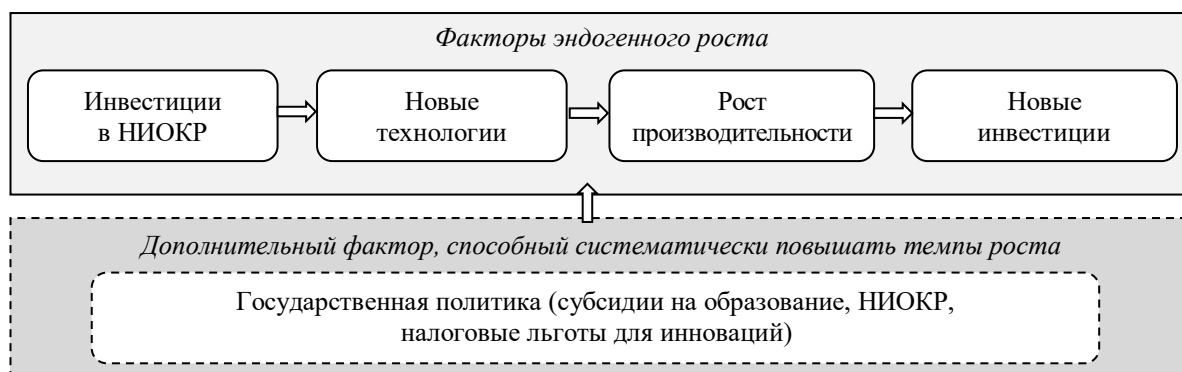 Факторы эндогенного роста
Инвестиции
в НИОКР
Новые
технологии
Рост
производительности
Новые
инвестиции
Дополнительный фактор, способный систематически повышать темпы роста
Государственная политика (субсидии на образование, НИОКР,
налоговые льготы для инноваций)